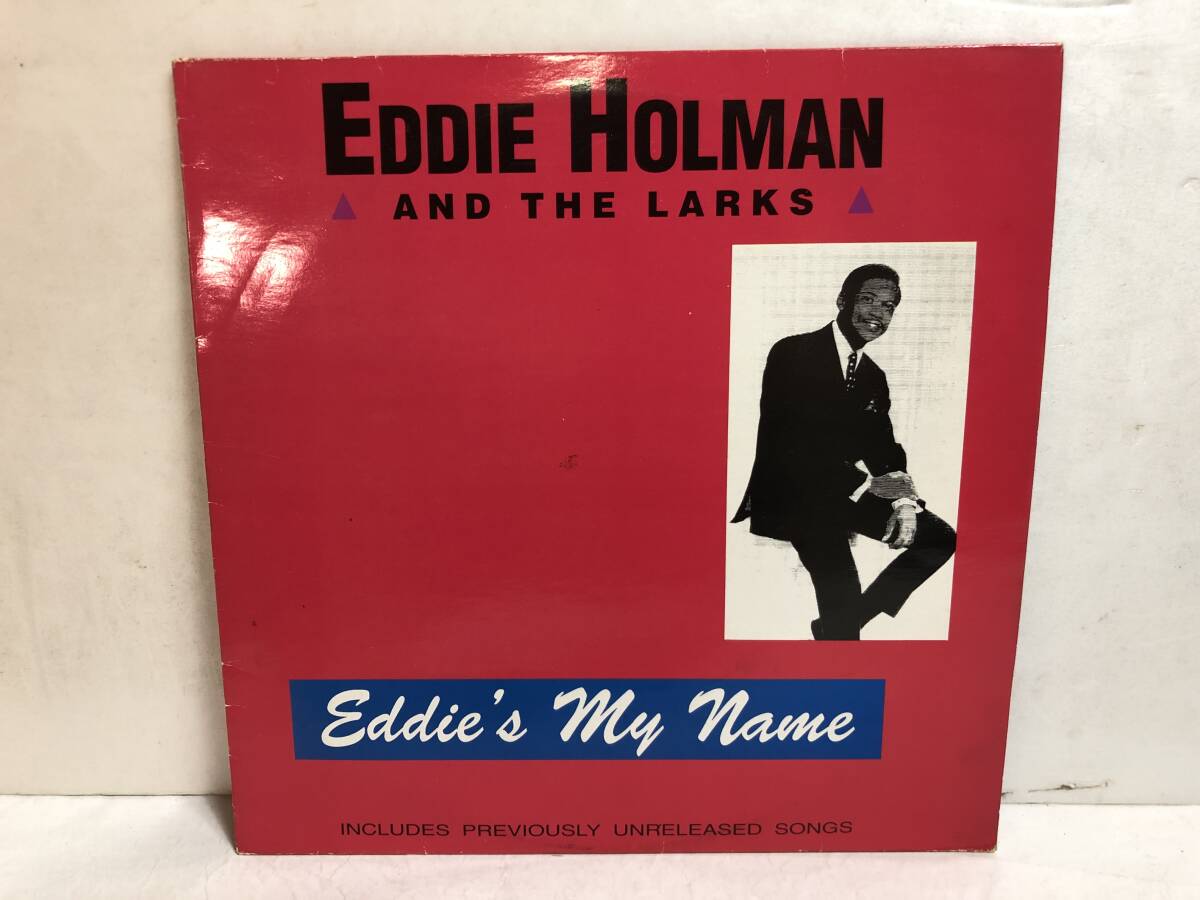 EDDIE HOLMAN
AND THE LARKS
Eddie's My Name
INCLUDES PREVIOUSLY UNRELEASED SONGS